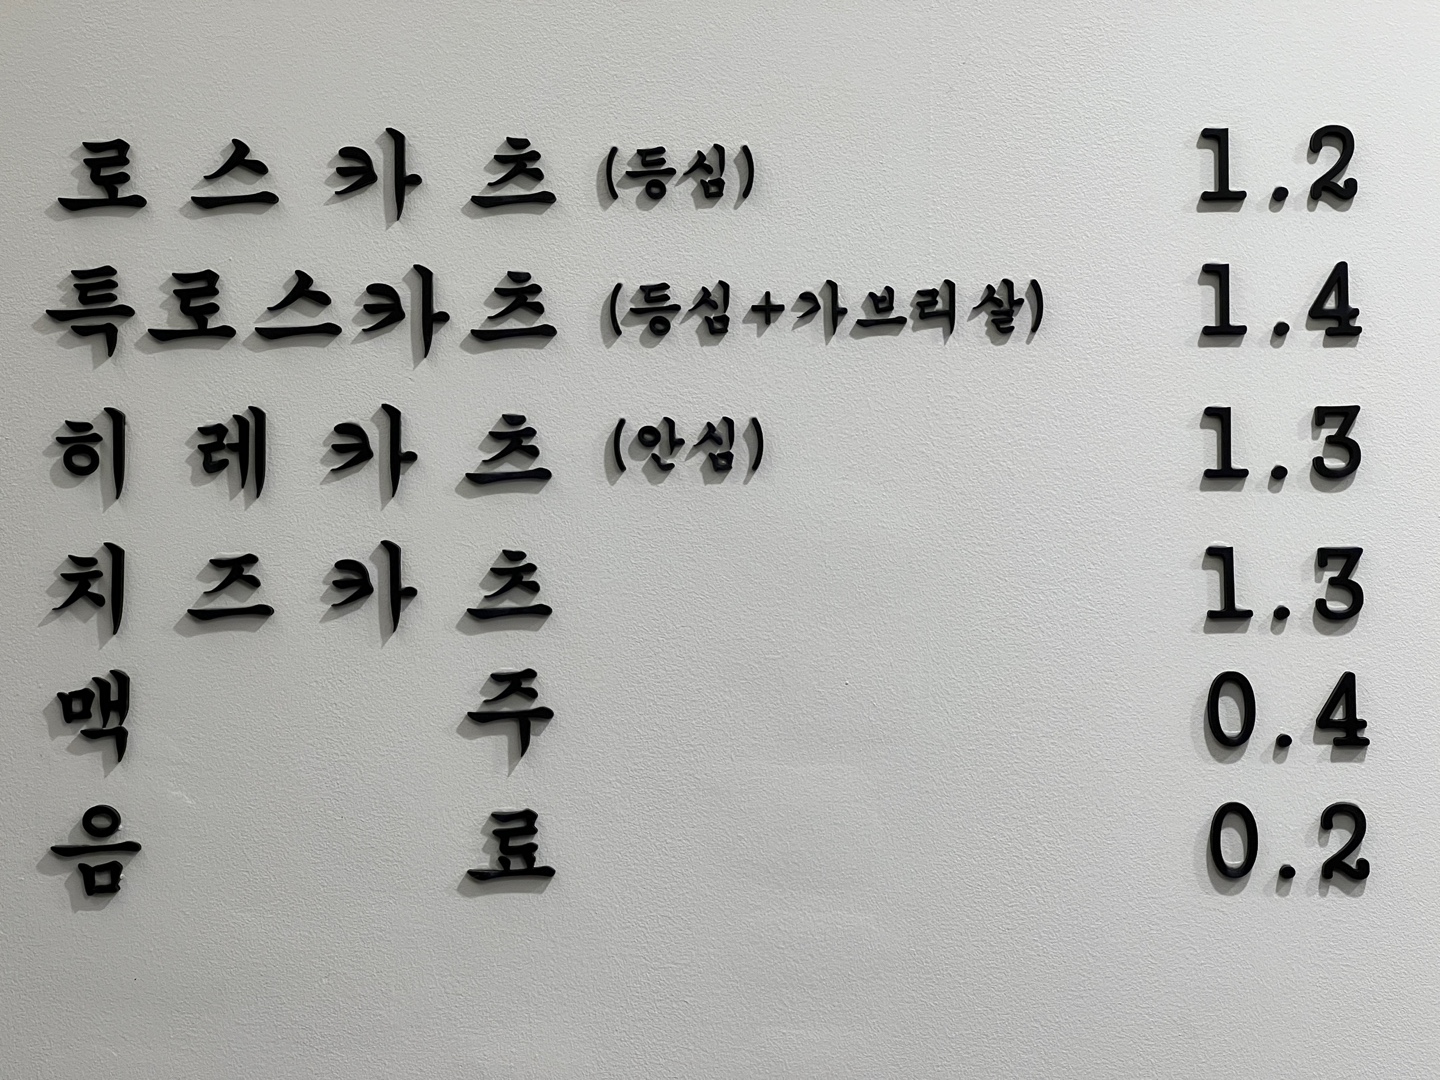 로스카츠 (등심) 1.2
특로스카츠 (등심+가브리살) 1.4
히레카츠 (안심) 1.3
치즈카츠 1.3
맥주 0.4
음료 0.2